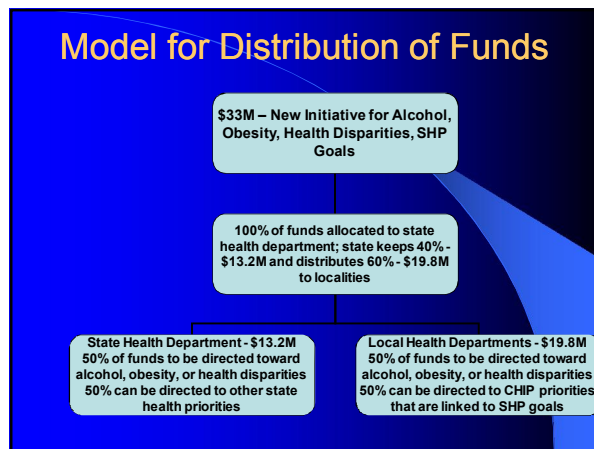 Model for Distribution of Funds
$33M – New Initiative for Alcohol,
Obesity, Health Disparities, SHP
Goals
100% of funds allocated to state
health department; state keeps 40% -
$13.2M and distributes 60% - $19.8M
to localities
State Health Department - $13.2M
50% of funds to be directed toward
alcohol, obesity, or health disparities
50% can be directed to other state
health priorities
Local Health Departments - $19.8M
50% of funds to be directed toward
alcohol, obesity, or health disparities
50% can be directed to CHIP priorities
that are linked to SHP goals